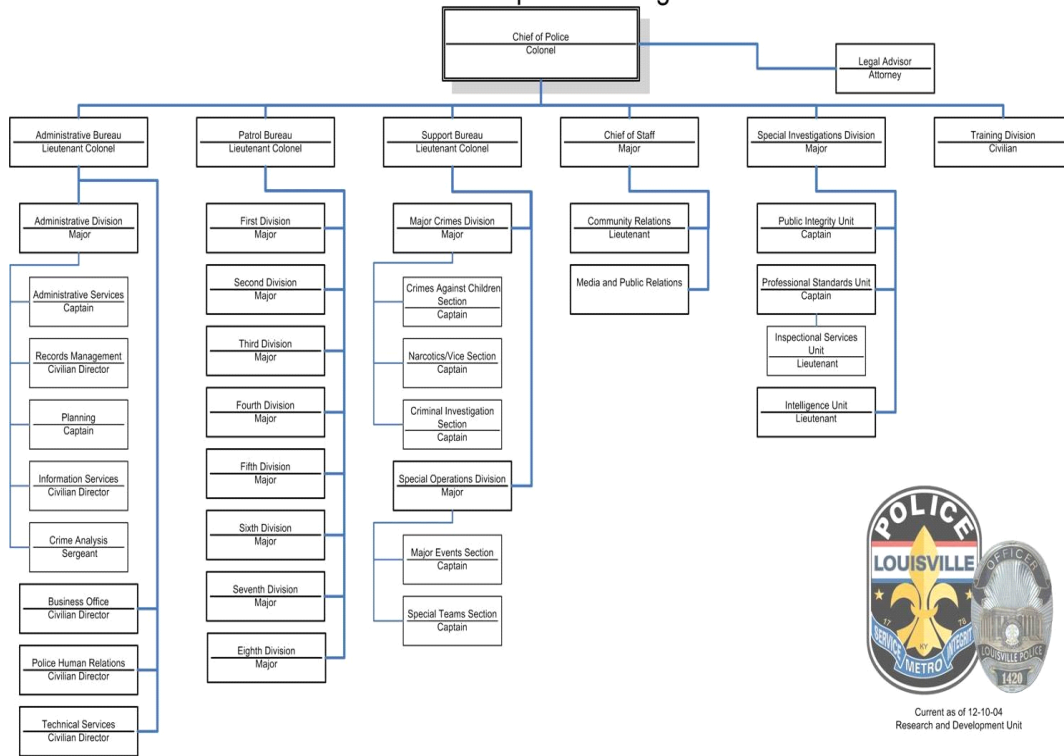 Chief of Police
Colonel
Legal Advisor
Attorney
Administrative Bureau
Lieutenant Colonel
Patrol Bureau
Lieutenant Colonel
Support Bureau
Lieutenant Colonel
Chief of Staff
Major
Special Investigations Division
Major
Training Division
Civilian
Administrative Division
Major
Administrative Services
Captain
Records Management
Civilian Director
Planning
Captain
Information Services
Civilian Director
Crime Analysis
Sergeant
Business Office
Civilian Director
Police Human Relations
Civilian Director
Technical Services
Civilian Director
First Division
Major
Second Division
Major
Third Division
Major
Fourth Division
Major
Fifth Division
Major
Sixth Division
Major
Seventh Division
Major
Eighth Division
Major
Major Crimes Division
Major
Crimes Against Children
Section
Captain
Narcotics/Vice Section
Captain
Criminal Investigation
Section
Captain
Special Operations Division
Major
Major Events Section
Captain
Special Teams Section
Captain
Community Relations
Lieutenant
Media and Public Relations
Public Integrity Unit
Captain
Professional Standards Unit
Captain
Inspectional Services
Unit
Lieutenant
Intelligence Unit
Lieutenant
POLICE
LOUISVILLE
17 78
KY
SERVICE INTEGRITY
METRO
OFFICER
LOUISVILLE POLICE
1420
Current as of 12-10-04
Research and Development Unit